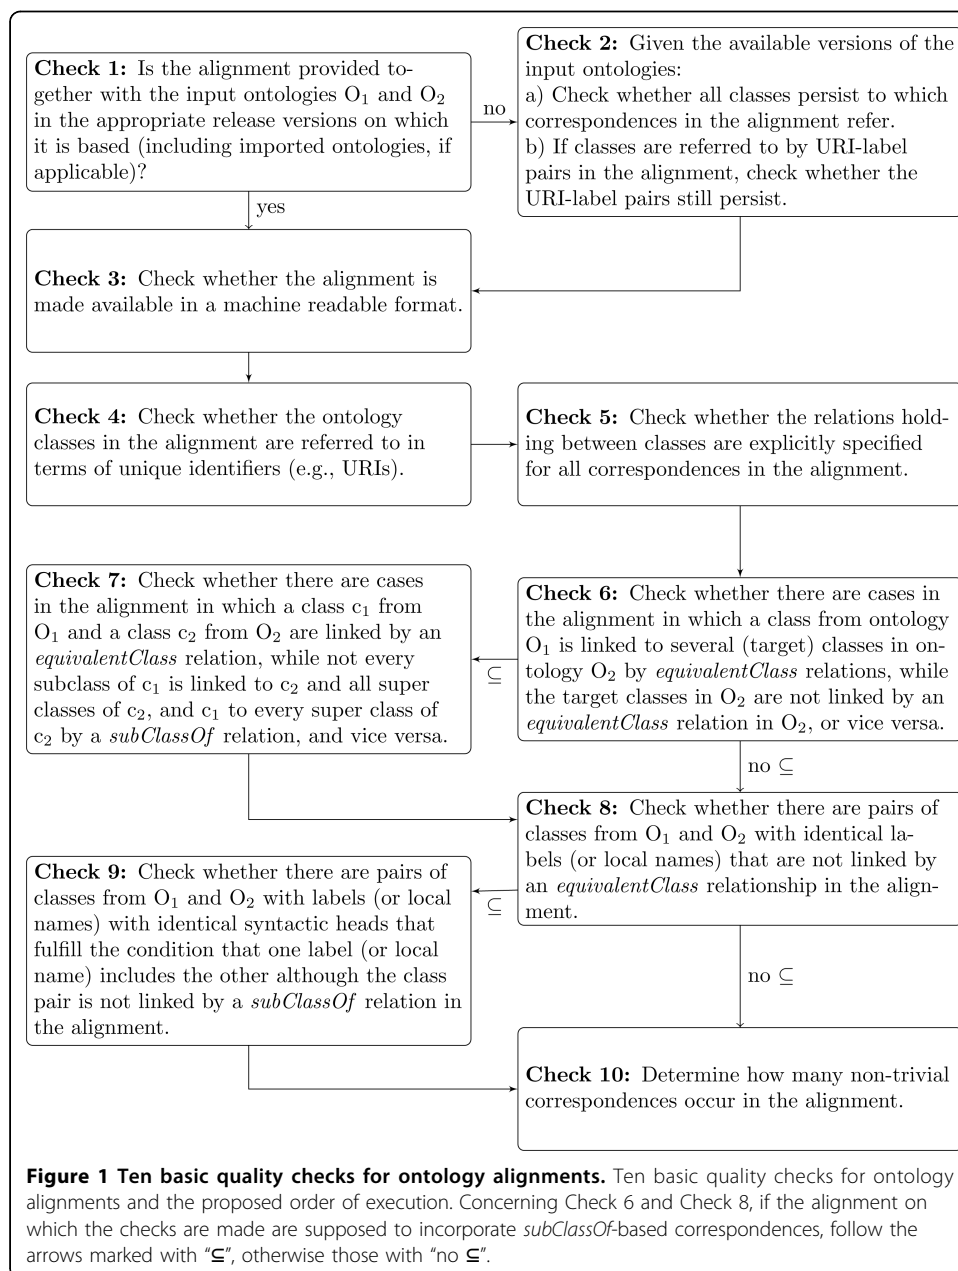 Check 1: Is the alignment provided to-
gether with the input ontologies O₁ and O₂
in the appropriate release versions on which
it is based (including imported ontologies, if
applicable)?
no
Check 2: Given the available versions of the
input ontologies:
a) Check whether all classes persist to which
correspondences in the alignment refer.
b) If classes are referred to by URI-label
pairs in the alignment, check whether the
URI-label pairs still persist.
yes
Check 3: Check whether the alignment is
made available in a machine readable format.
Check 4: Check whether the ontology
classes in the alignment are referred to in
terms of unique identifiers (e.g., URIs).
Check 5: Check whether the relations hold-
ing between classes are explicitly specified
for all correspondences in the alignment.
Check 6: Check whether there are cases in
the alignment in which a class from ontology
O₁ is linked to several (target) classes in on-
tology O₂ by equivalentClass relations, while
the target classes in O₂ are not linked by an
equivalentClass relation in O₂, or vice versa.
⊆
Check 7: Check whether there are cases
in the alignment in which a class c₁ from
O₁ and a class c₂ from O₂ are linked by an
equivalentClass relation, while not every
subclass of c₁ is linked to c₂ and all super
classes of c₂, and c₁ to every super class of
c₂ by a subClassOf relation, and vice versa.
no ⊆
Check 8: Check whether there are pairs of
classes from O₁ and O₂ with identical la-
bels (or local names) that are not linked by
an equivalentClass relationship in the align-
ment.
⊆
Check 9: Check whether there are pairs of
classes from O₁ and O₂ with labels (or local
names) with identical syntactic heads that
fulfill the condition that one label (or local
name) includes the other although the class
pair is not linked by a subClassOf relation in
the alignment.
no ⊆
Check 10: Determine how many non-trivial
correspondences occur in the alignment.
Figure 1 Ten basic quality checks for ontology alignments. Ten basic quality checks for ontology
alignments and the proposed order of execution. Concerning Check 6 and Check 8, if the alignment on
which the checks are made are supposed to incorporate subClassOf-based correspondences, follow the
arrows marked with “⊆”, otherwise those with “no ⊆”.